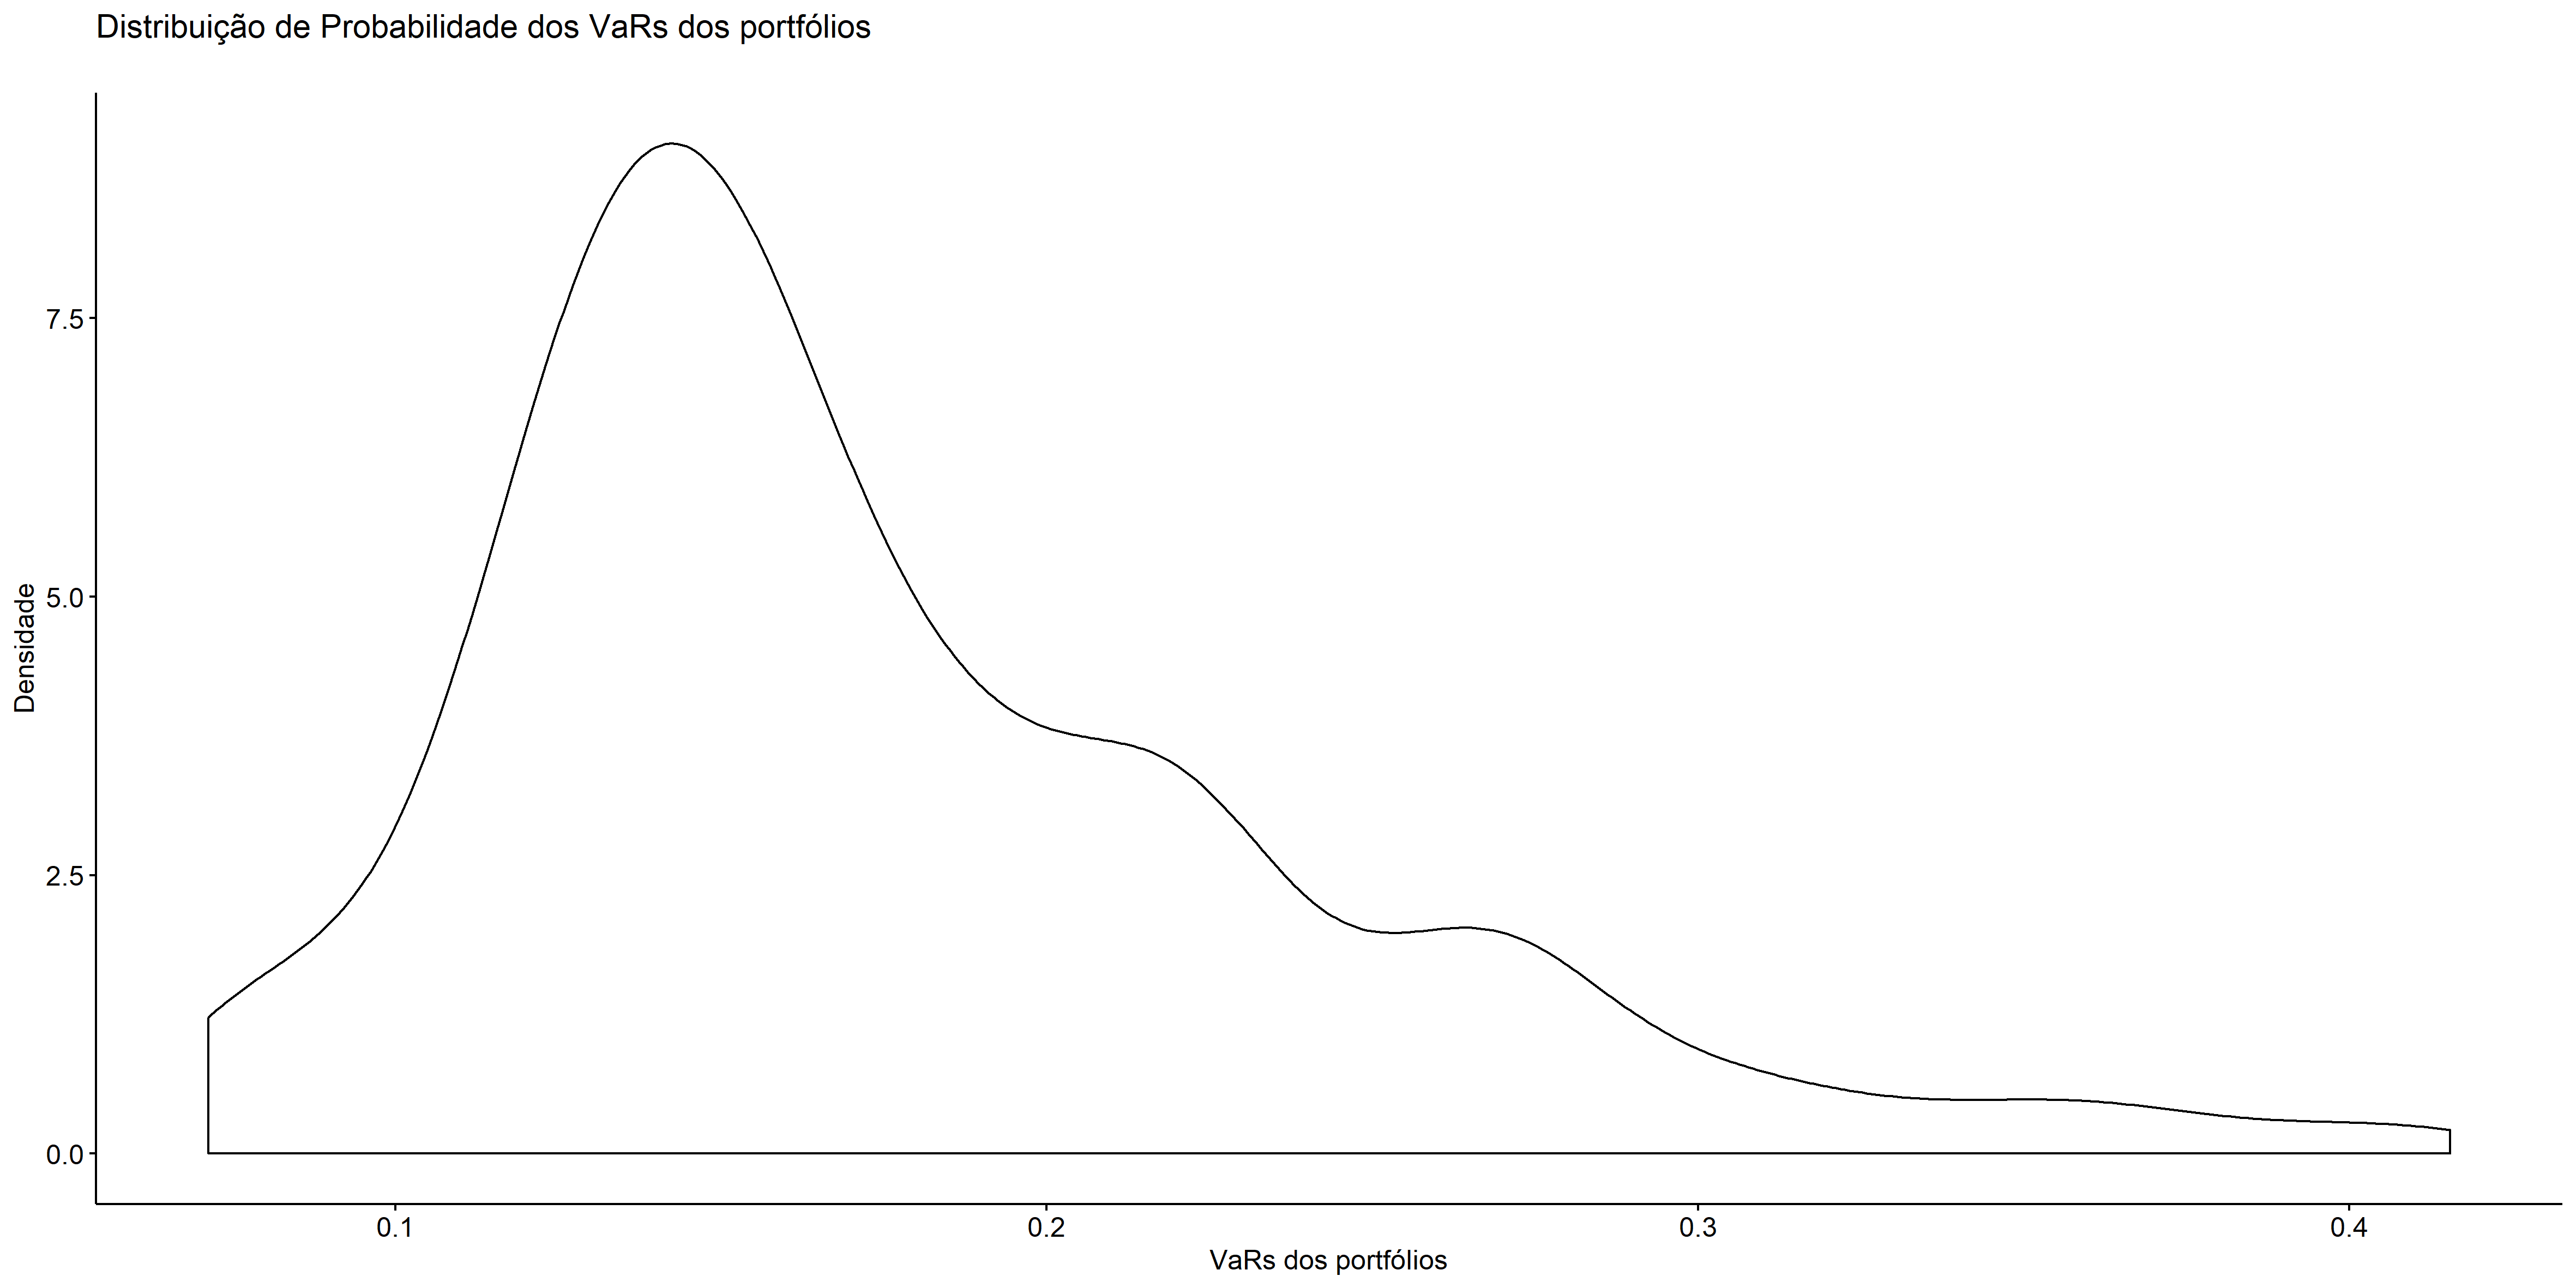 Distribuição de Probabilidade dos VaRs dos portfólios
Densidade
7.5
5.0
2.5
0.0
0.1
0.2
0.3
0.4
VaRs dos portfólios